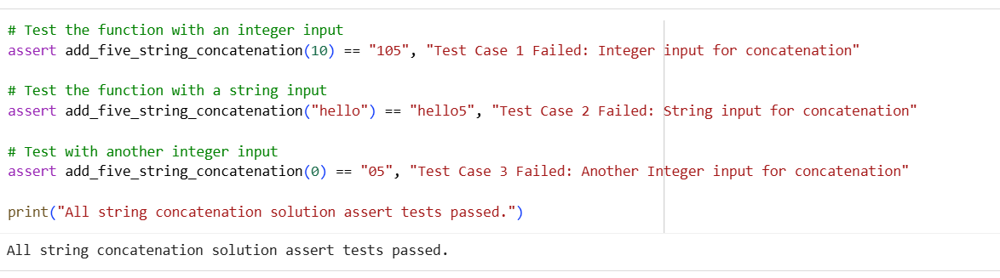 # Test the function with an integer input
assert add_five_string_concatenation(10) == "105", "Test Case 1 Failed: Integer input for concatenation"
# Test the function with a string input
assert add_five_string_concatenation("hello") == "hello5", "Test Case 2 Failed: String input for concatenation"
# Test with another integer input
assert add_five_string_concatenation(0) == "05", "Test Case 3 Failed: Another Integer input for concatenation"
print("All string concatenation solution assert tests passed.")
All string concatenation solution assert tests passed.